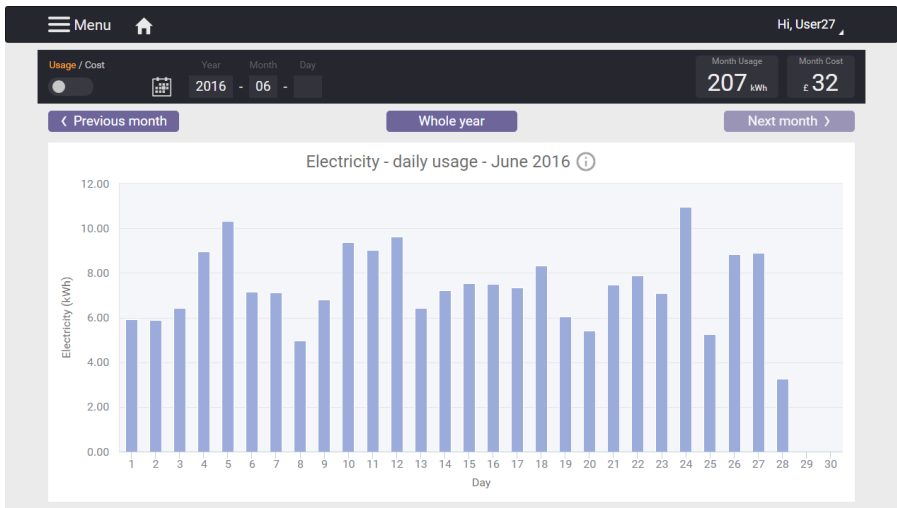 Menu
Hi, User27
Usage / Cost
Year Month Day
2016 - 06 -
Month Usage
207 kWh
Month Cost
£ 32
Previous month
Whole year
Next month
Electricity - daily usage - June 2016
12.00
10.00
8.00
6.00
4.00
2.00
0.00
Electricity (kWh)
1 2 3 4 5 6 7 8 9 10 11 12 13 14 15 16 17 18 19 20 21 22 23 24 25 26 27 28 29 30
Day